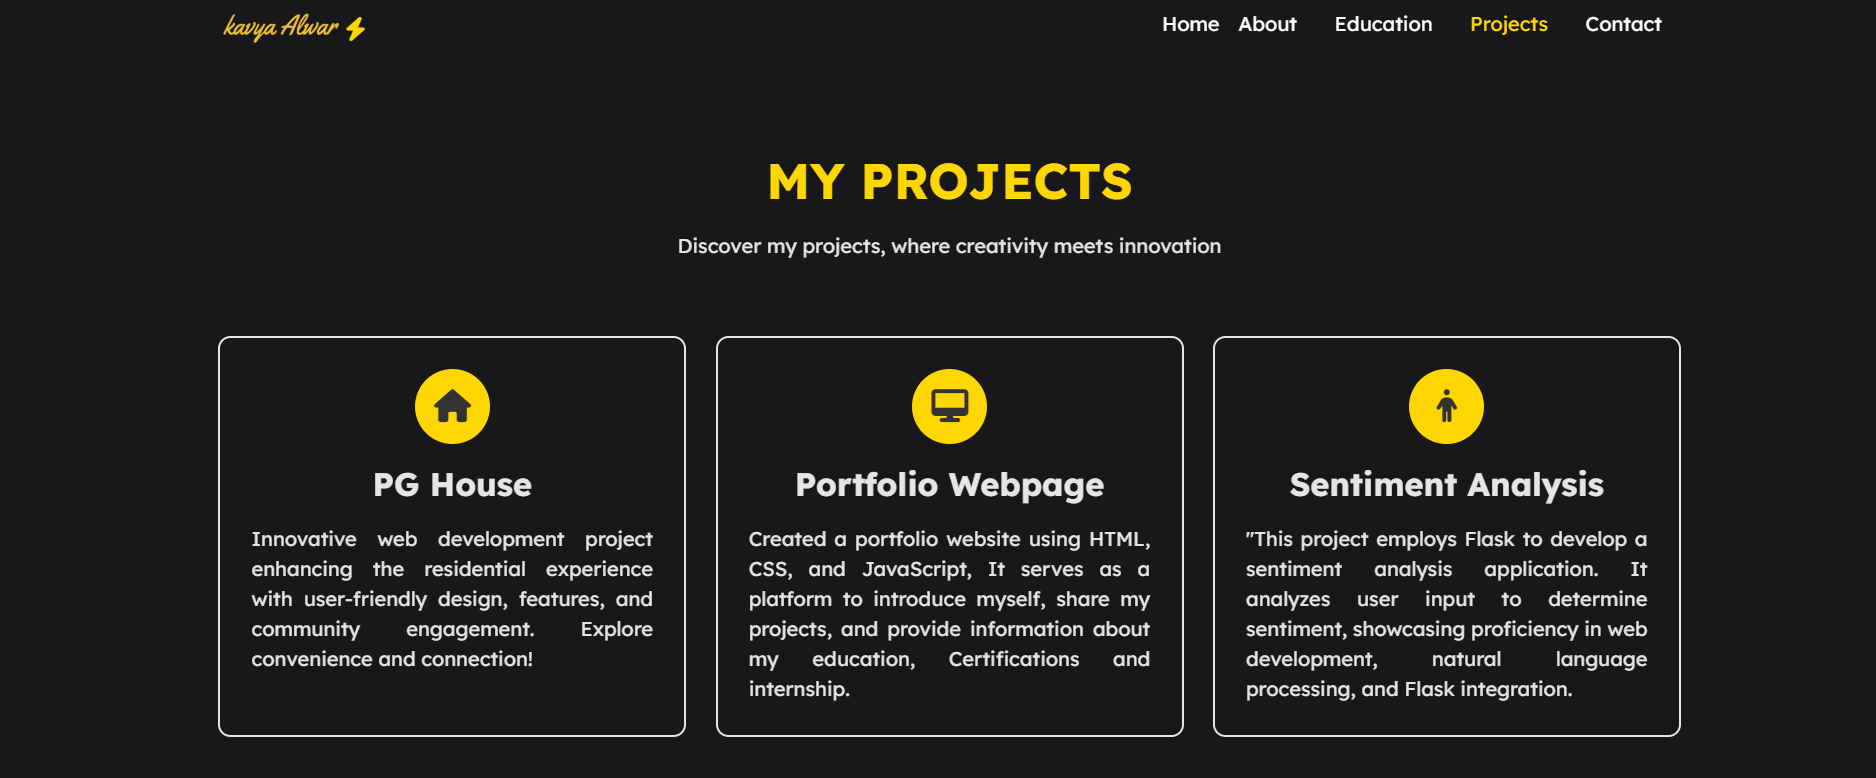 kavya Alwar
Home About Education Projects Contact
MY PROJECTS
Discover my projects, where creativity meets innovation
PG House
Innovative web development project
enhancing the residential experience
with user-friendly design, features, and
community engagement. Explore
convenience and connection!
Portfolio Webpage
Created a portfolio website using HTML,
CSS, and JavaScript, It serves as a
platform to introduce myself, share my
projects, and provide information about
my education, Certifications and
internship.
Sentiment Analysis
"This project employs Flask to develop a
sentiment analysis application. It
analyzes user input to determine
sentiment, showcasing proficiency in web
development, natural language
processing, and Flask integration.